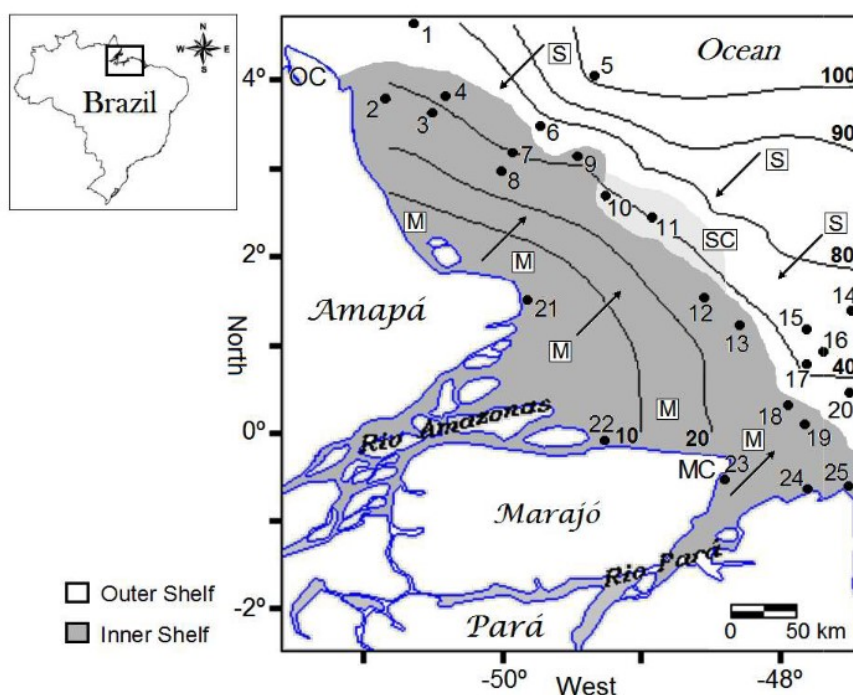 N
W E
S
Brazil
1
5
Ocean
S
100
4°
OC
4
2
3
6
90
7
9
8
S
10
11
M
SC
S
2°
M
80
Amapá
21
12
14
13
15
M
16
North
17
40
20
M
18
22
0°
10
20
M
19
Rio Amazonas
MC
23
24
25
Marajó
Rio Pará
Outer Shelf
-2°
Inner Shelf
Pará
0 50 km
-50°
-48°
West